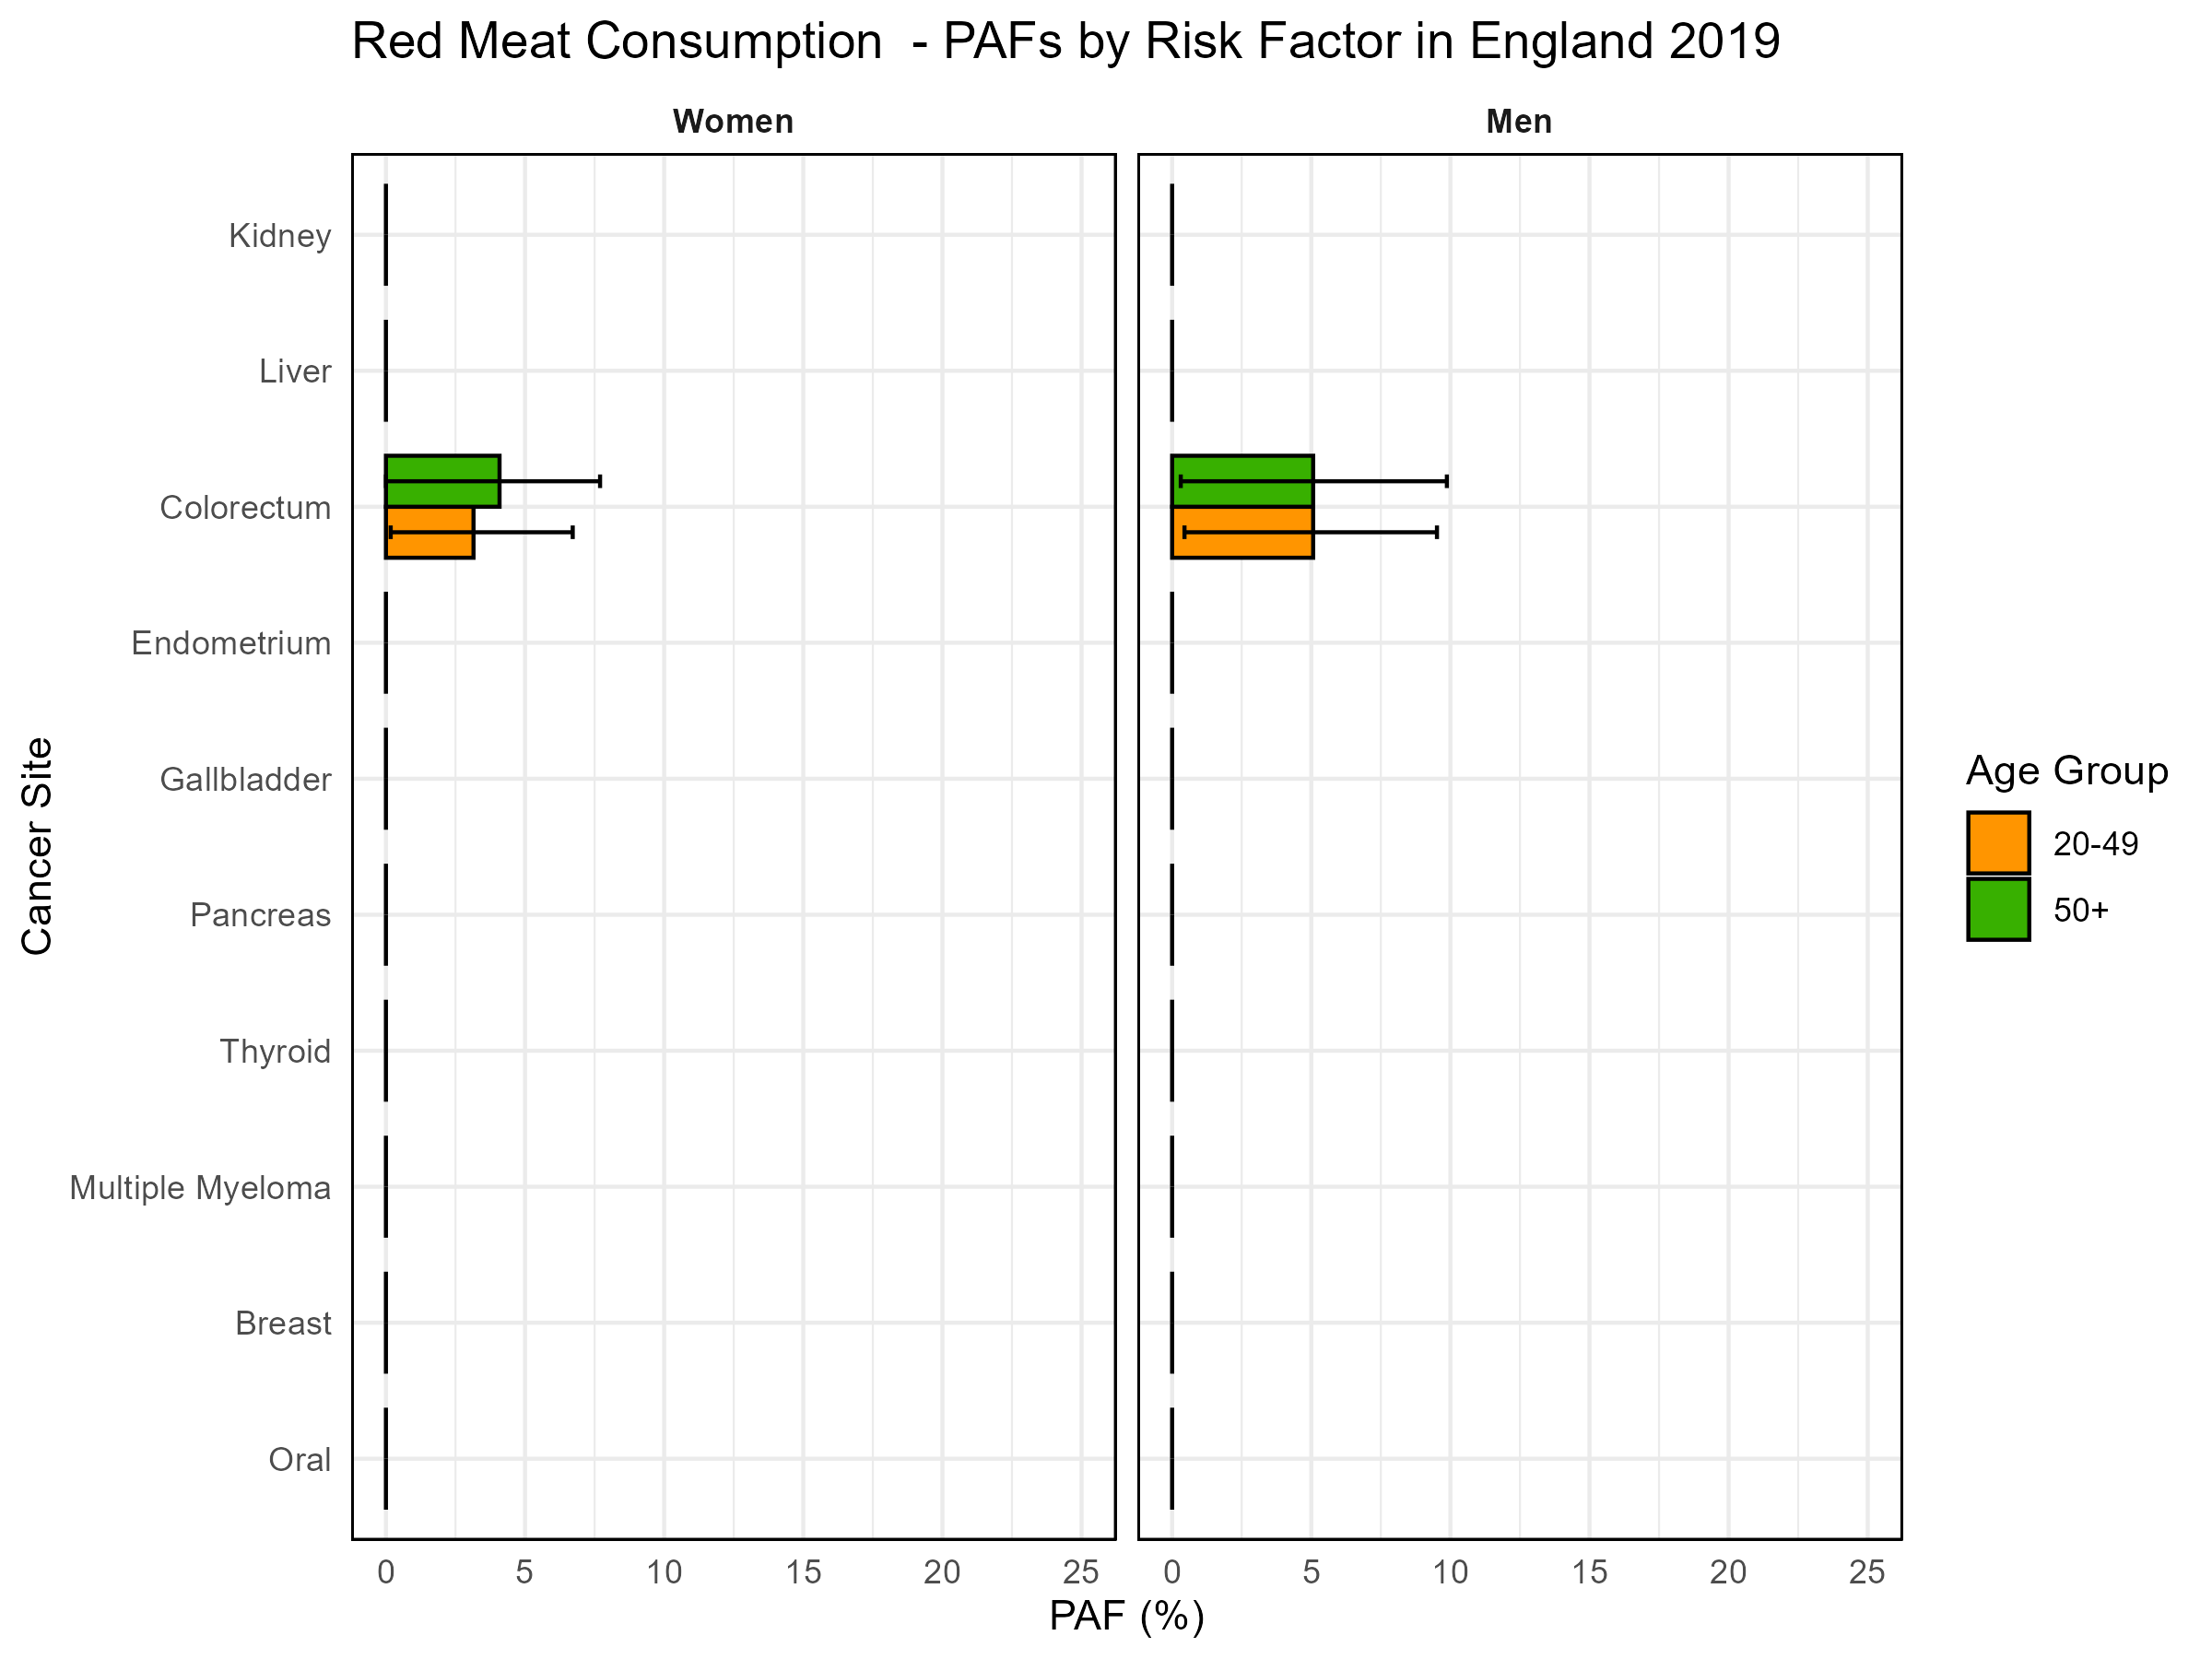 Red Meat Consumption  - PAFs by Risk Factor in England 2019
Women
Men
Kidney
Liver
Colorectum
Endometrium
Gallbladder
Pancreas
Thyroid
Multiple Myeloma
Breast
Oral
Cancer Site
0 5 10 15 20 25
0 5 10 15 20 25
PAF (%)
Age Group
20-49
50+